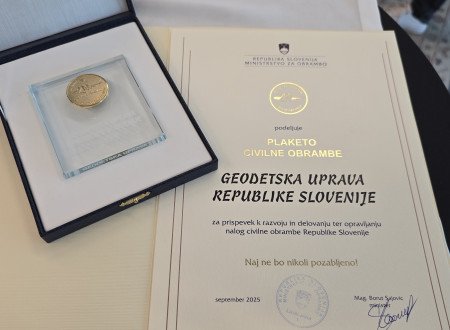 REPUBLIKA SLOVENIJA
MINISTRSTVO ZA OBRAMBO
podeljuje
PLAKETO
CIVILNE OBRAMBE
GEODETSKA UPRAVA
REPUBLIKE SLOVENIJE
za prispevek k razvoju in delovanju ter opravljanju
nalog civilne obrambe Republike Slovenije
Naj ne bo nikoli pozabljeno!
september 2025
Mag. Borut Sajovic
minister